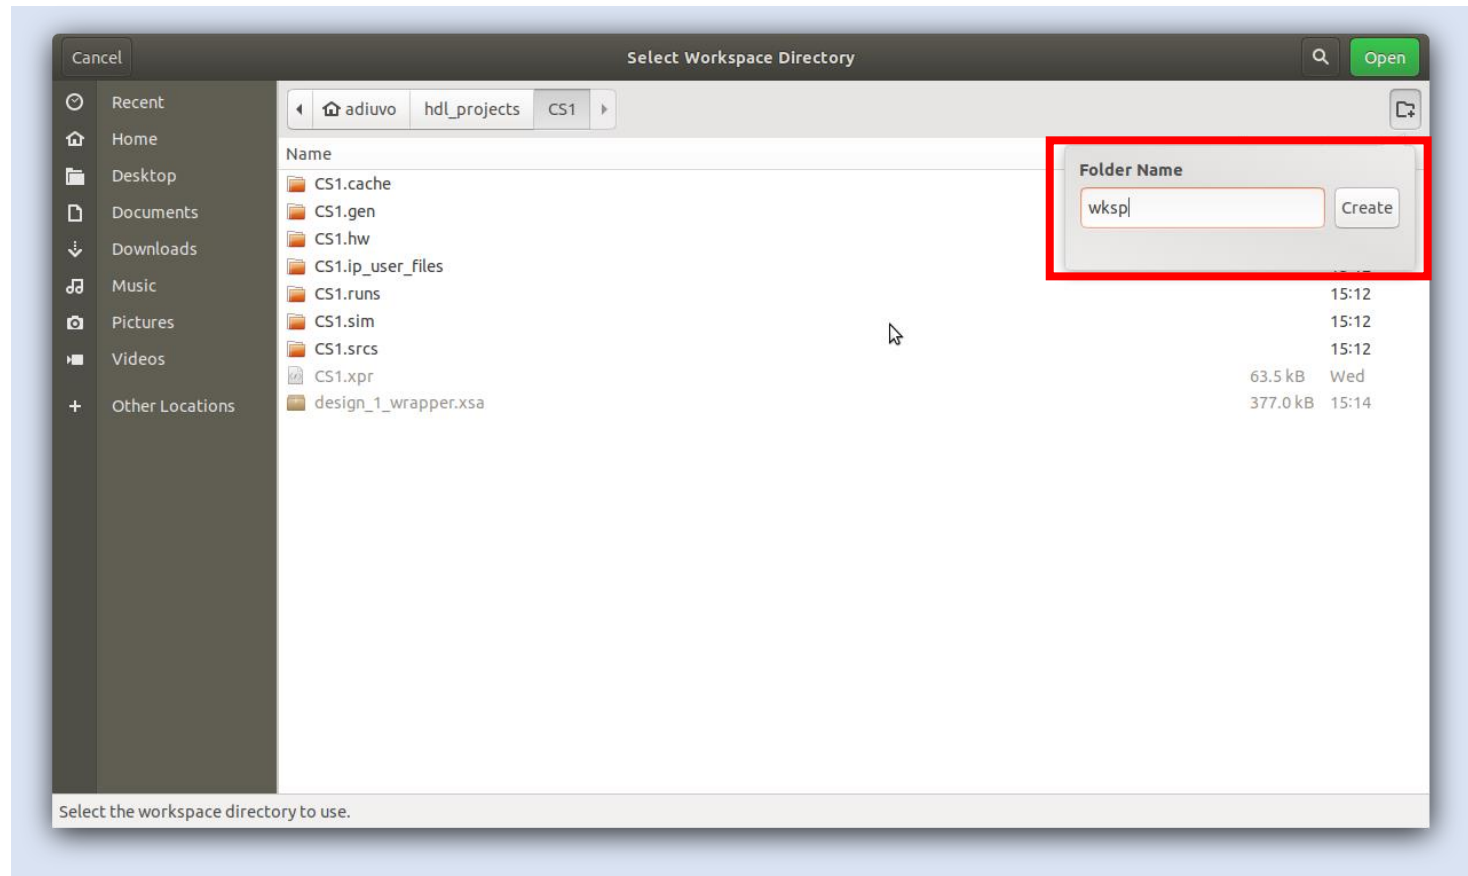 Cancel
Select Workspace Directory
Open
Recent
Home
Desktop
Documents
Downloads
Music
Pictures
Videos
Other Locations
adiuvo hdl_projects CS1
Name
Folder Name
wksp
Create
CS1.cache
CS1.gen
CS1.hw
CS1.ip_user_files
CS1.runs 15:12
CS1.sim 15:12
CS1.srcs 15:12
CS1.xpr 63.5 kB Wed
design_1_wrapper.xsa 377.0 kB 15:14
Select the workspace directory to use.